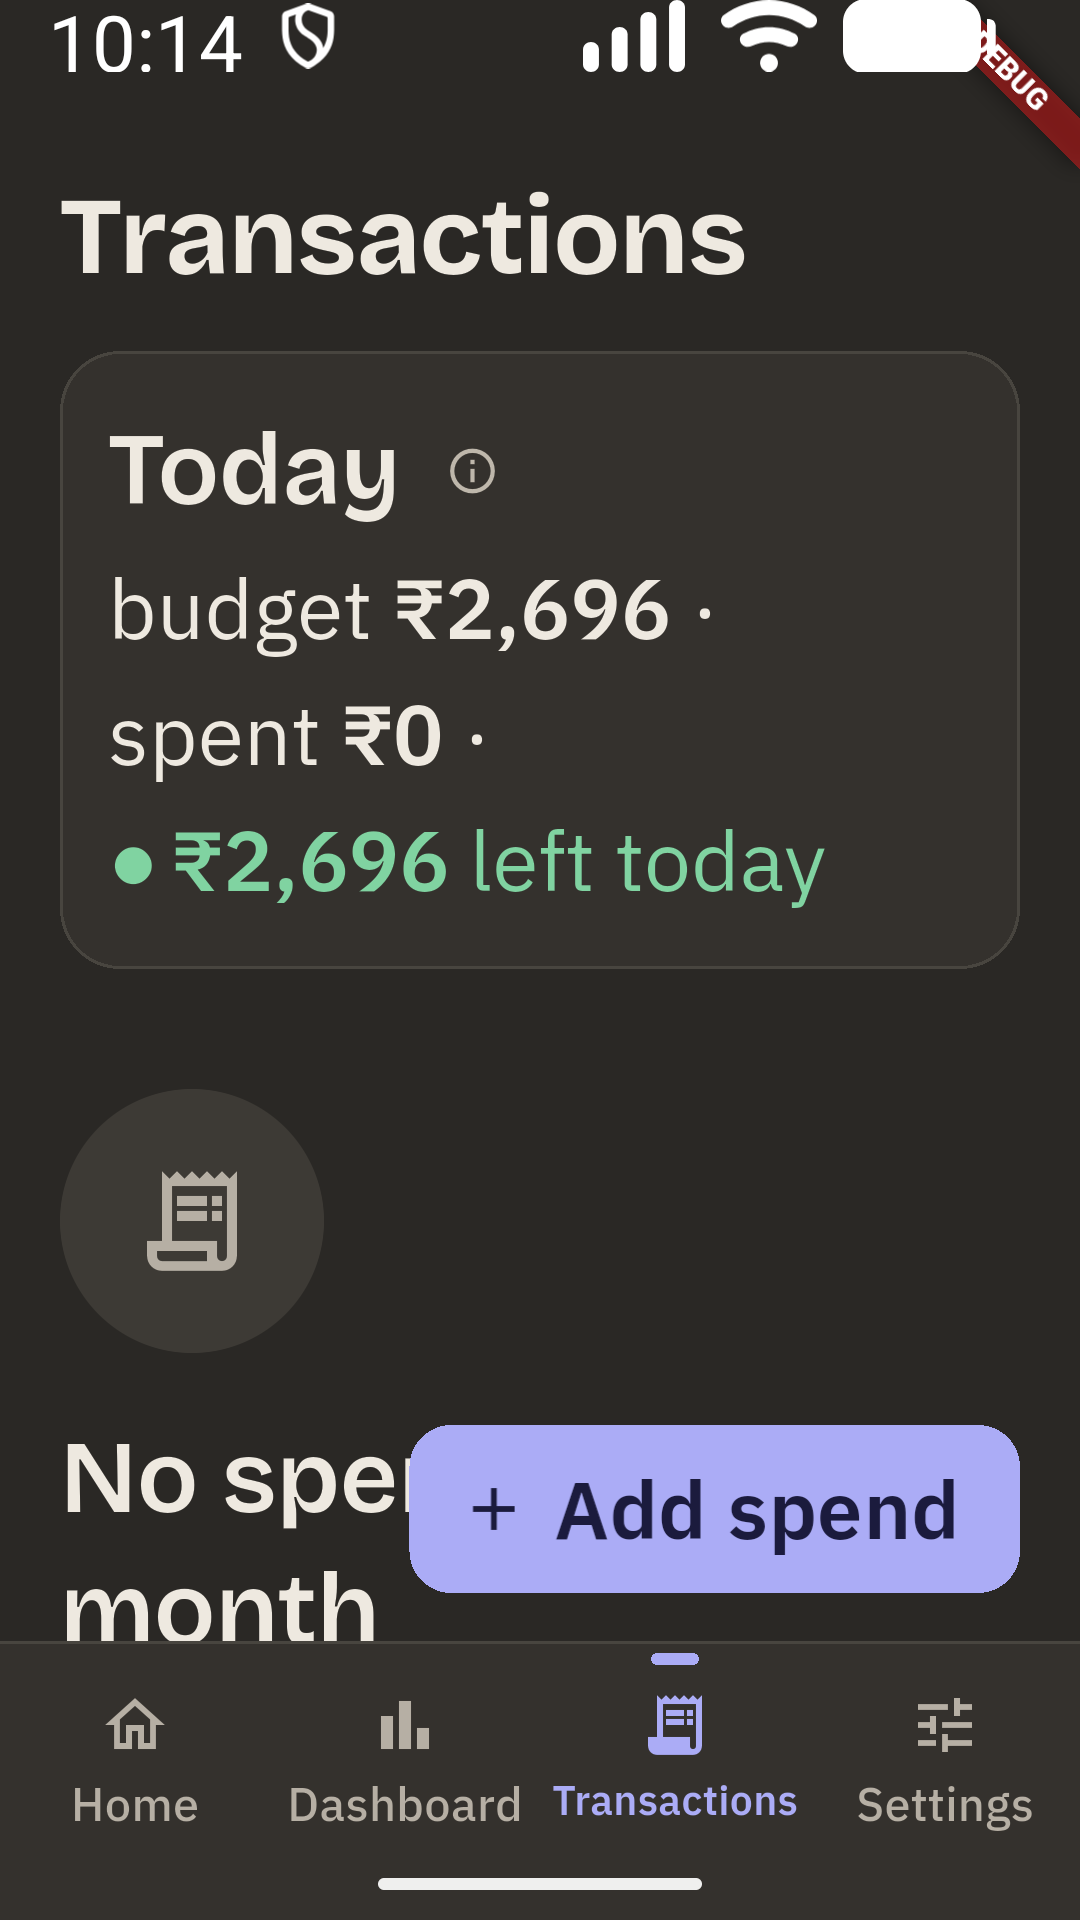 10:14
DEBUG
Transactions
Today
budget ₹2,696 ·
spent ₹0 ·
● ₹2,696 left today
No
month
+ Add spend
Home
Dashboard
Transactions
Settings